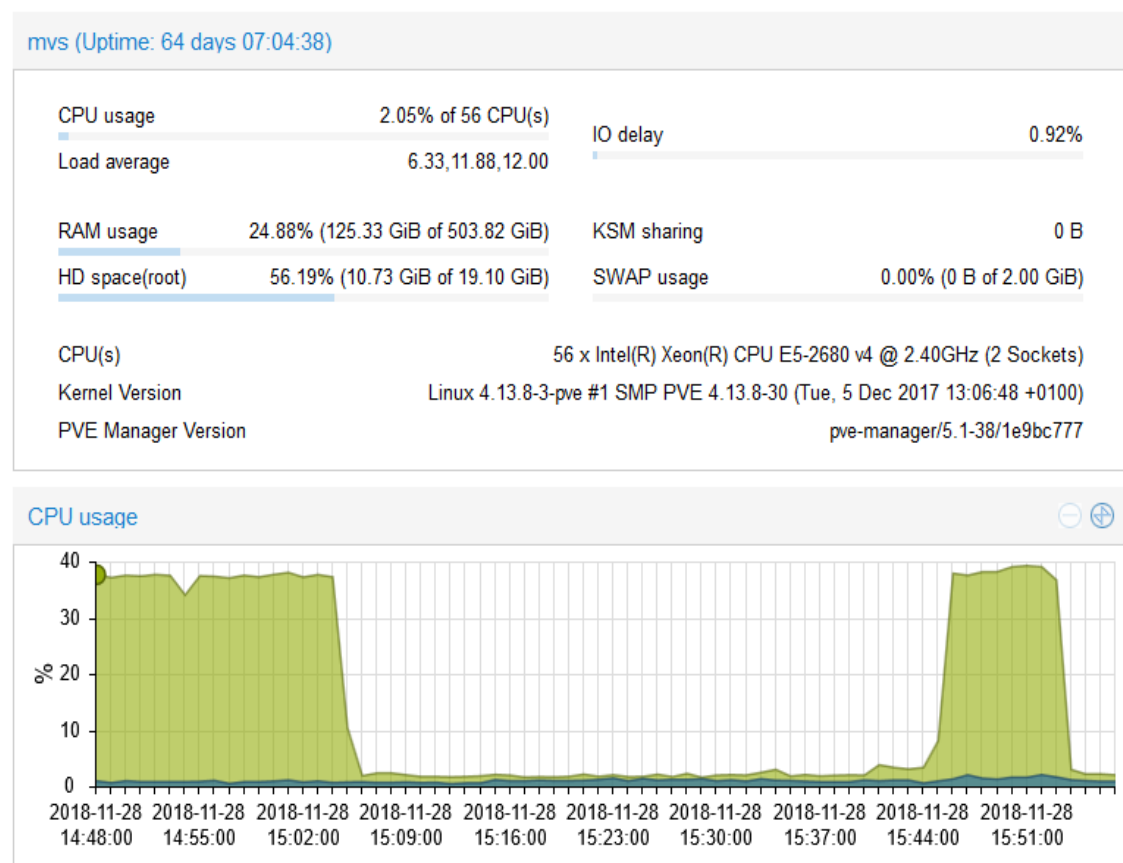 mvs (Uptime: 64 days 07:04:38)
CPU usage 2.05% of 56 CPU(s)
IO delay 0.92%
Load average 6.33,11.88,12.00
RAM usage 24.88% (125.33 GiB of 503.82 GiB)
KSM sharing 0 B
HD space(root) 56.19% (10.73 GiB of 19.10 GiB)
SWAP usage 0.00% (0 B of 2.00 GiB)
CPU(s) 56 x Intel(R) Xeon(R) CPU E5-2680 v4 @ 2.40GHz (2 Sockets)
Kernel Version Linux 4.13.8-3-pve #1 SMP PVE 4.13.8-30 (Tue, 5 Dec 2017 13:06:48 +0100)
PVE Manager Version pve-manager/5.1-38/1e9bc777
CPU usage
40
30
%
20
10
0
2018-11-28 2018-11-28 2018-11-28 2018-11-28 2018-11-28 2018-11-28 2018-11-28 2018-11-28 2018-11-28 2018-11-28
14:48:00 14:55:00 15:02:00 15:09:00 15:16:00 15:23:00 15:30:00 15:37:00 15:44:00 15:51:00